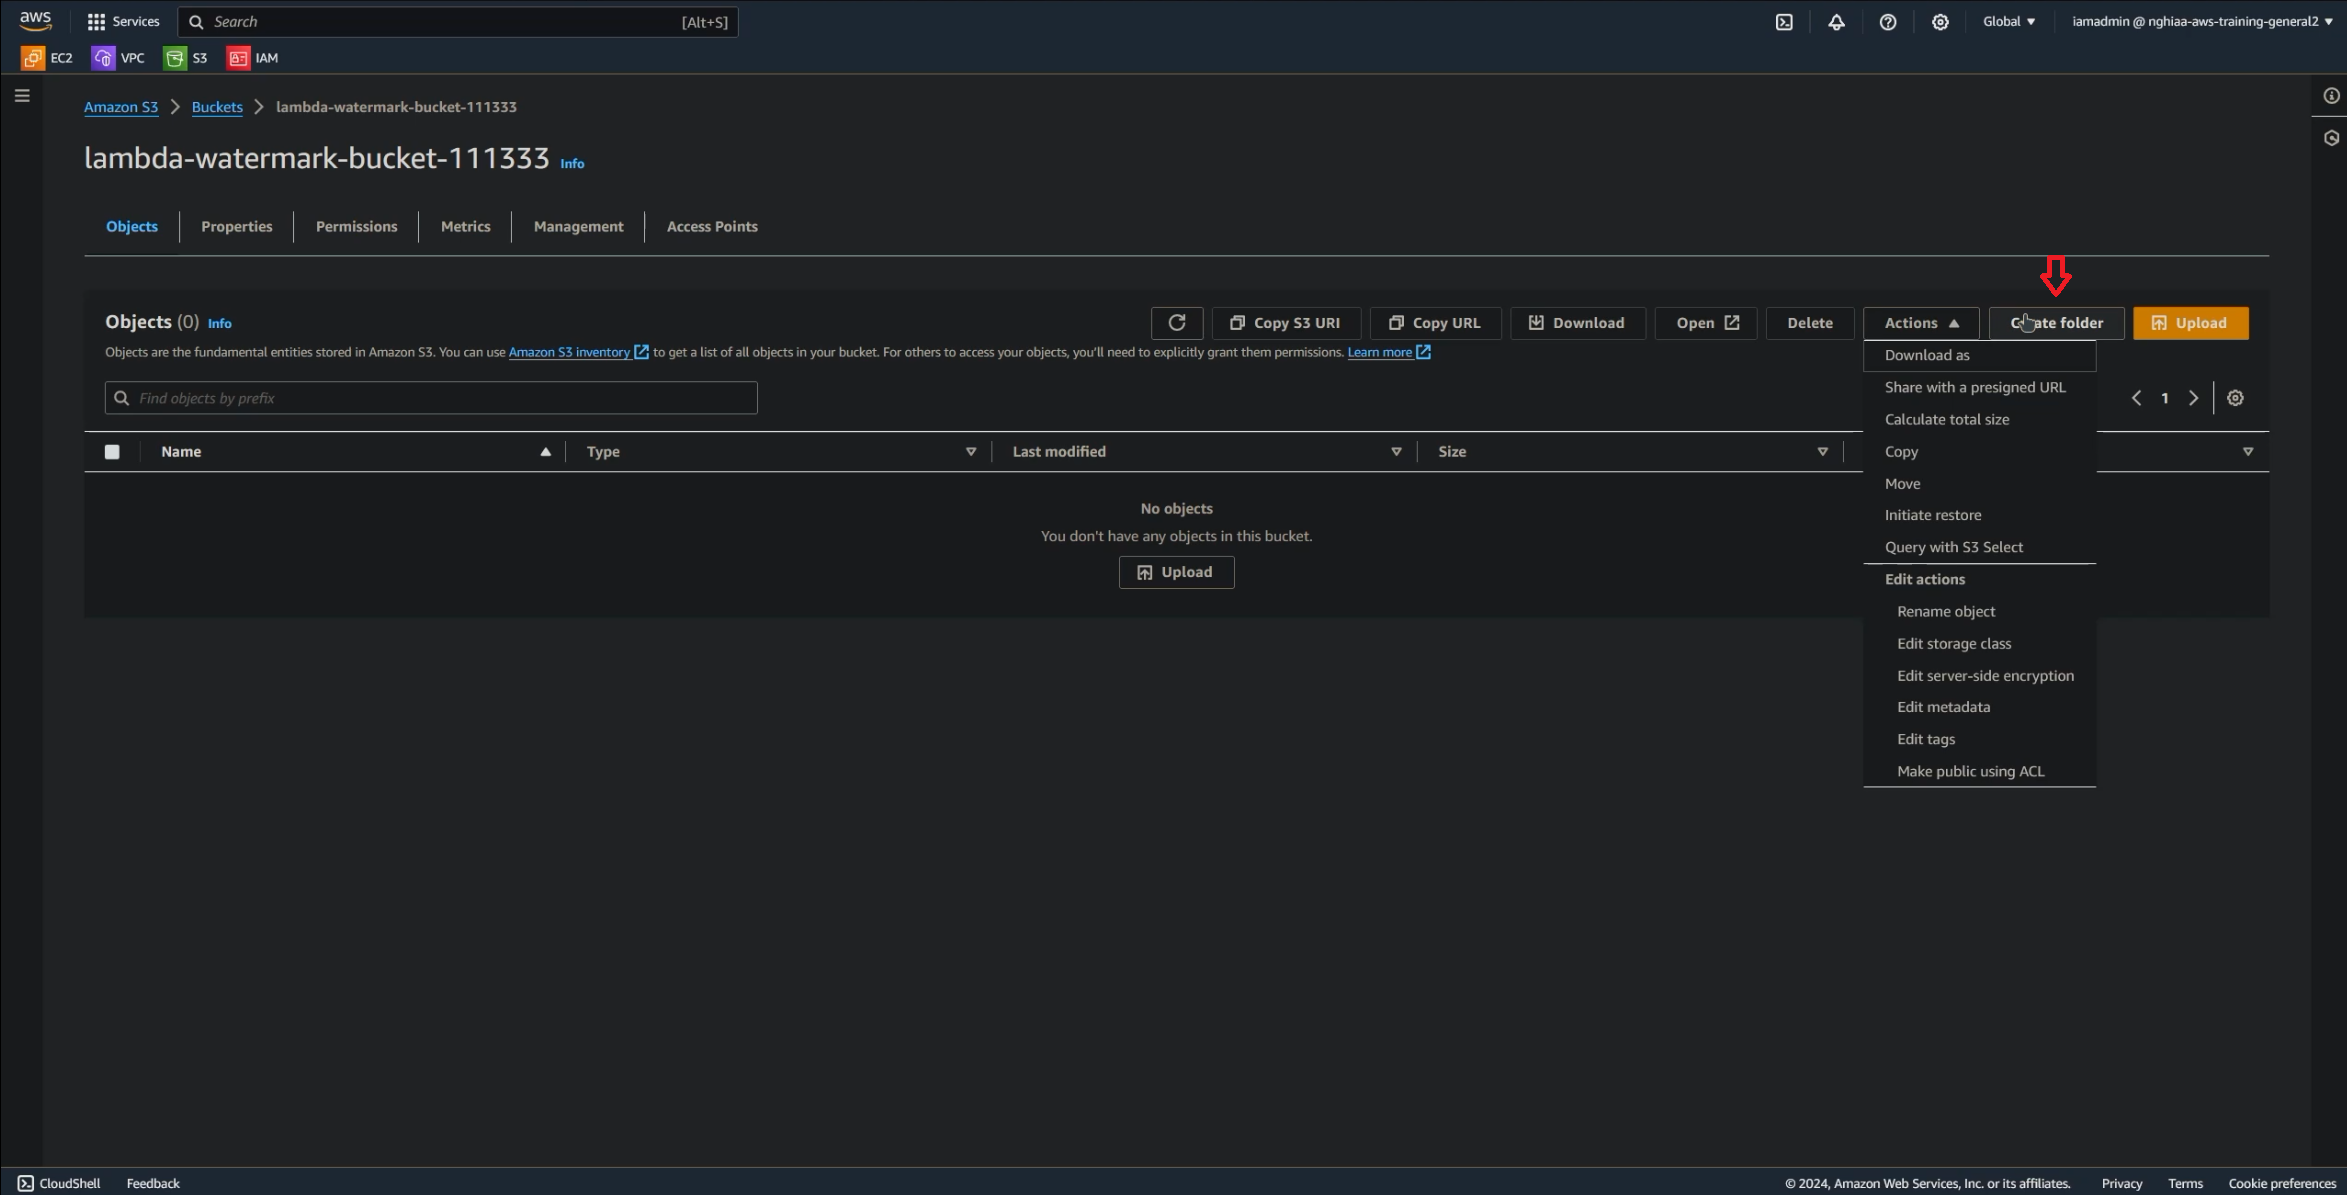 aws Services Search [Alt+S] Global iamadmin @ nghiaa-aws-training-general2
EC2 VPC S3 IAM
Amazon S3 Buckets lambda-watermark-bucket-111333
lambda-watermark-bucket-111333 Info
Objects Properties Permissions Metrics Management Access Points
Objects (0) Info Copy S3 URI Copy URL Download Open Delete Actions Create folder Upload
Objects are the fundamental entities stored in Amazon S3. You can use Amazon S3 inventory to get a list of all objects in your bucket. For others to access your objects, you'll need to explicitly grant them permissions. Learn more
Find objects by prefix 1
Name Type Last modified Size
No objects
You don't have any objects in this bucket.
Upload
Download as
Share with a presigned URL
Calculate total size
Copy
Move
Initiate restore
Query with S3 Select
Edit actions
Rename object
Edit storage class
Edit server-side encryption
Edit metadata
Edit tags
Make public using ACL
CloudShell Feedback © 2024, Amazon Web Services, Inc. or its affiliates. Privacy Terms Cookie preferences